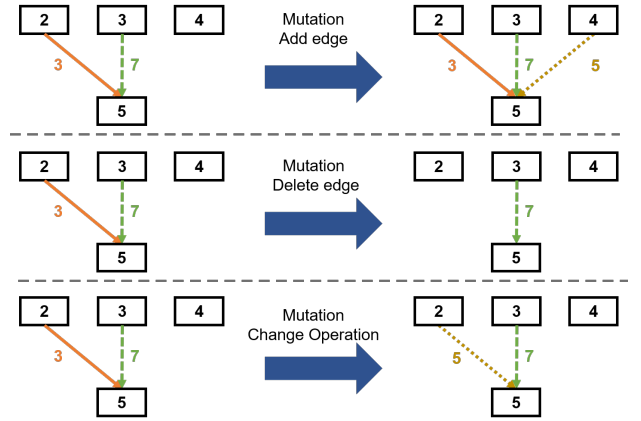 2 3 4 Mutation 2 3 4
Add edge
3 7 3 7 5
5 5
2 3 4 Mutation 2 3 4
Delete edge
3 7 7
5 5
2 3 4 Mutation 2 3 4
Change Operation
3 7 5 7
5 5